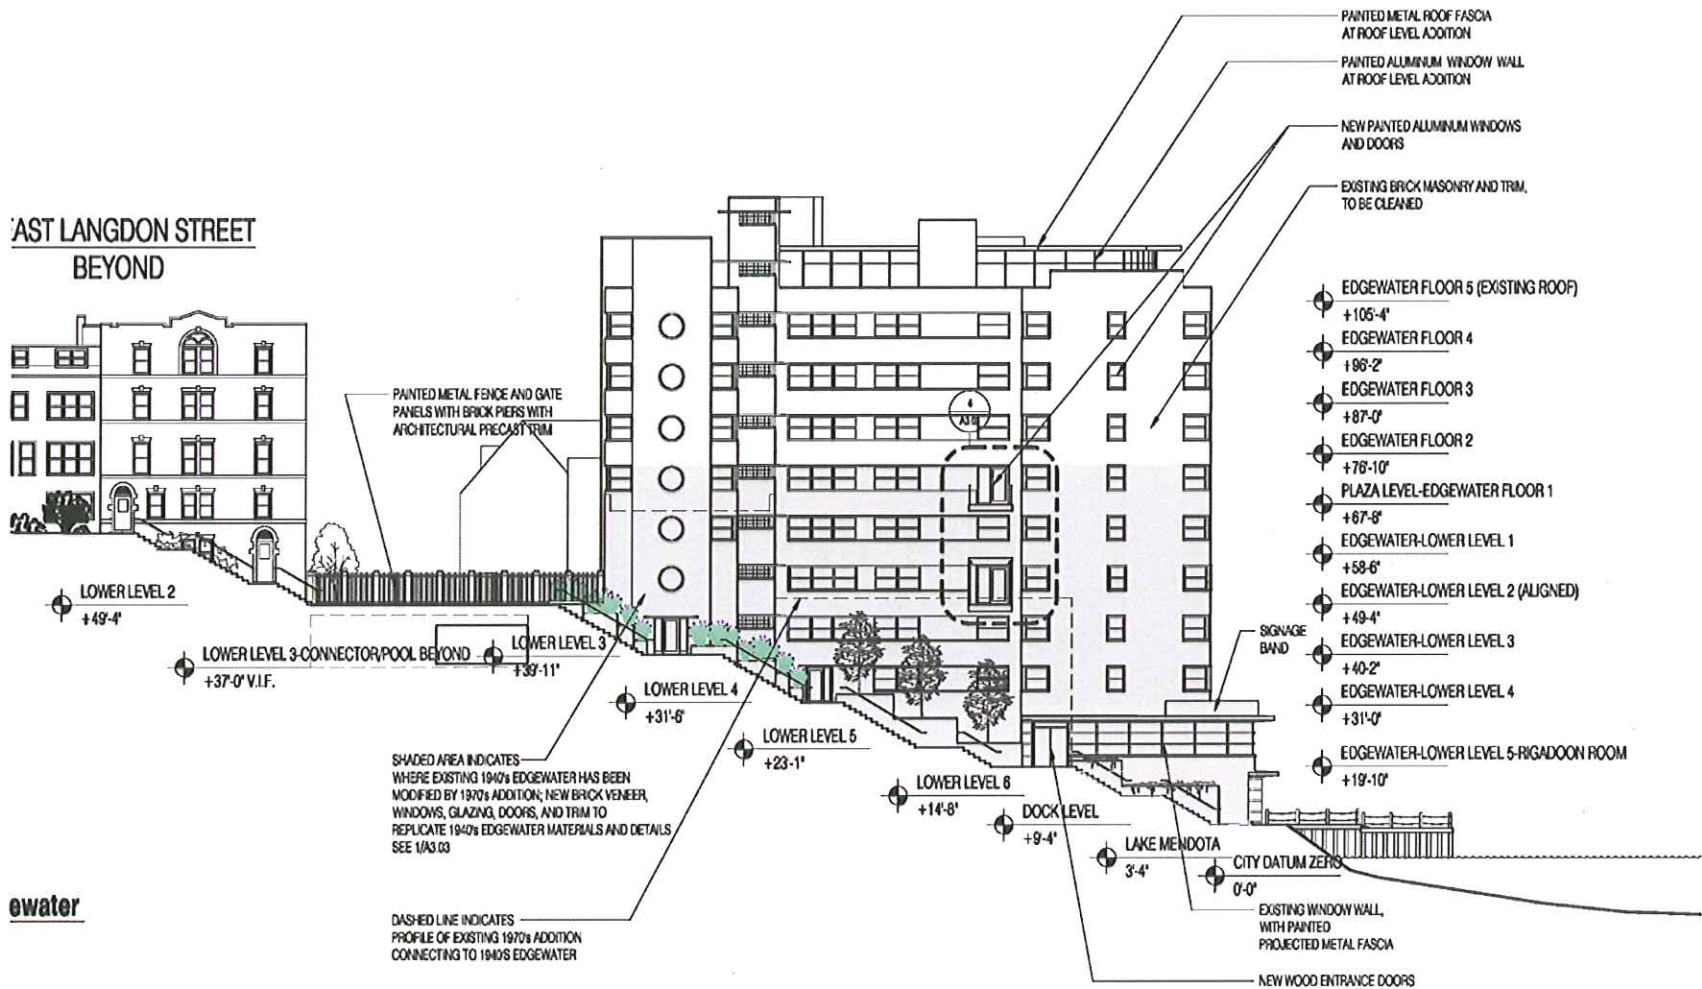 PAINTED METAL ROOF FASCIA
AT ROOF LEVEL ADDITION
PAINTED ALUMINUM WINDOW WALL
AT ROOF LEVEL ADDITION
NEW PAINTED ALUMINUM WINDOWS
AND DOORS
EXISTING BRICK MASONRY AND TRIM,
TO BE CLEANED
AST LANGDON STREET
BEYOND
EDGEWATER FLOOR 5 (EXISTING ROOF)
+105'-4"
EDGEWATER FLOOR 4
+96'-2"
EDGEWATER FLOOR 3
+87'-0"
EDGEWATER FLOOR 2
+76'-10"
PLAZA LEVEL-EDGEWATER FLOOR 1
+67'-8"
EDGEWATER-LOWER LEVEL 1
+58'-6"
EDGEWATER-LOWER LEVEL 2 (ALIGNED)
+49'-4"
EDGEWATER-LOWER LEVEL 3
+40'-2"
EDGEWATER-LOWER LEVEL 4
+31'-0"
EDGEWATER-LOWER LEVEL 5-RIGADOON ROOM
+19'-10"
PAINTED METAL FENCE AND GATE
PANELS WITH BRICK PIERS WITH
ARCHITECTURAL PRECAST TRIM
4
LOWER LEVEL 2
+49'-4"
LOWER LEVEL 3-CONNECTOR/POOL BEYOND
+37'-0" V.I.F.
LOWER LEVEL 3
+39'-11"
LOWER LEVEL 4
+31'-6"
LOWER LEVEL 5
+23'-1"
LOWER LEVEL 6
+14'-8"
DOCK LEVEL
+9'-4"
LAKE MENDOTA
3'-4"
CITY DATUM ZERO
0'-0"
SIGNAGE
BAND
SHADED AREA INDICATES
WHERE EXISTING 1940's EDGEWATER HAS BEEN
MODIFIED BY 1970's ADDITION; NEW BRICK VENEER,
WINDOWS, GLAZING, DOORS, AND TRIM TO
REPLICATE 1940's EDGEWATER MATERIALS AND DETAILS
SEE 1/A3.03
DASHED LINE INDICATES
PROFILE OF EXISTING 1970's ADDITION
CONNECTING TO 1940S EDGEWATER
EXISTING WINDOW WALL,
WITH PAINTED
PROJECTED METAL FASCIA
NEW WOOD ENTRANCE DOORS
ewater